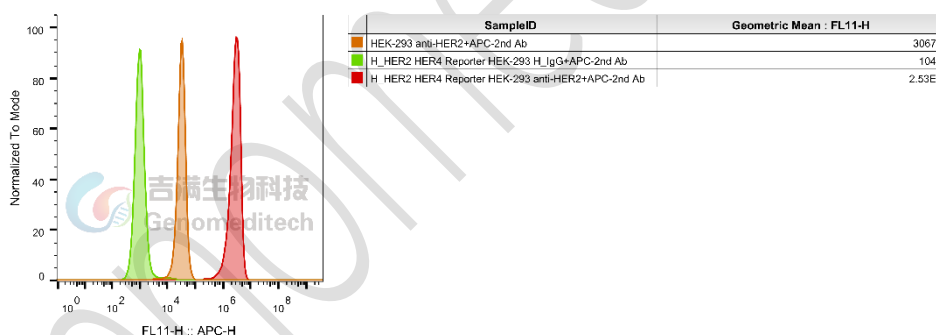 SampleID Geometric Mean : FL11-H
HEK-293 anti-HER2+APC-2nd Ab 3067
H_HER2 HER4 Reporter HEK-293 H_IgG+APC-2nd Ab 104
H_HER2 HER4 Reporter HEK-293 anti-HER2+APC-2nd Ab 2.53E
Normalized To Mode
100
80
60
40
20
0
10^0 10^2 10^4 10^6 10^8
FL11-H :: APC-H
吉满生物科技
Genomeditech